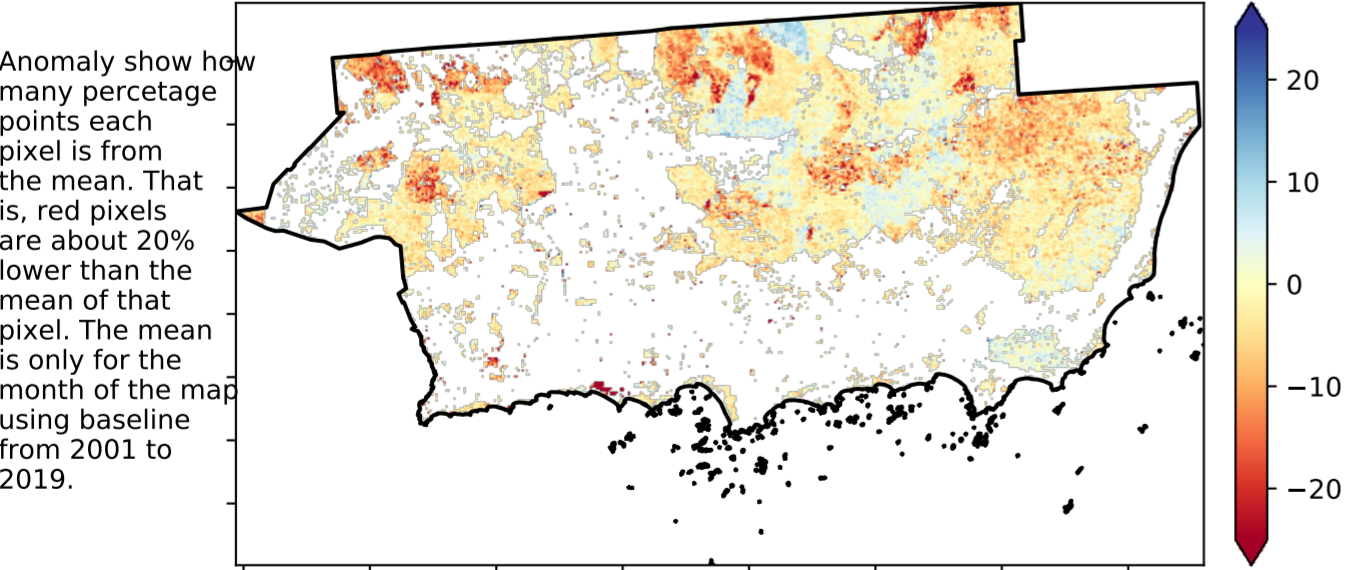 Anomaly show how
many percetage
points each
pixel is from
the mean. That
is, red pixels
are about 20%
lower than the
mean of that
pixel. The mean
is only for the
month of the map
using baseline
from 2001 to
2019.
20
10
0
−10
−20